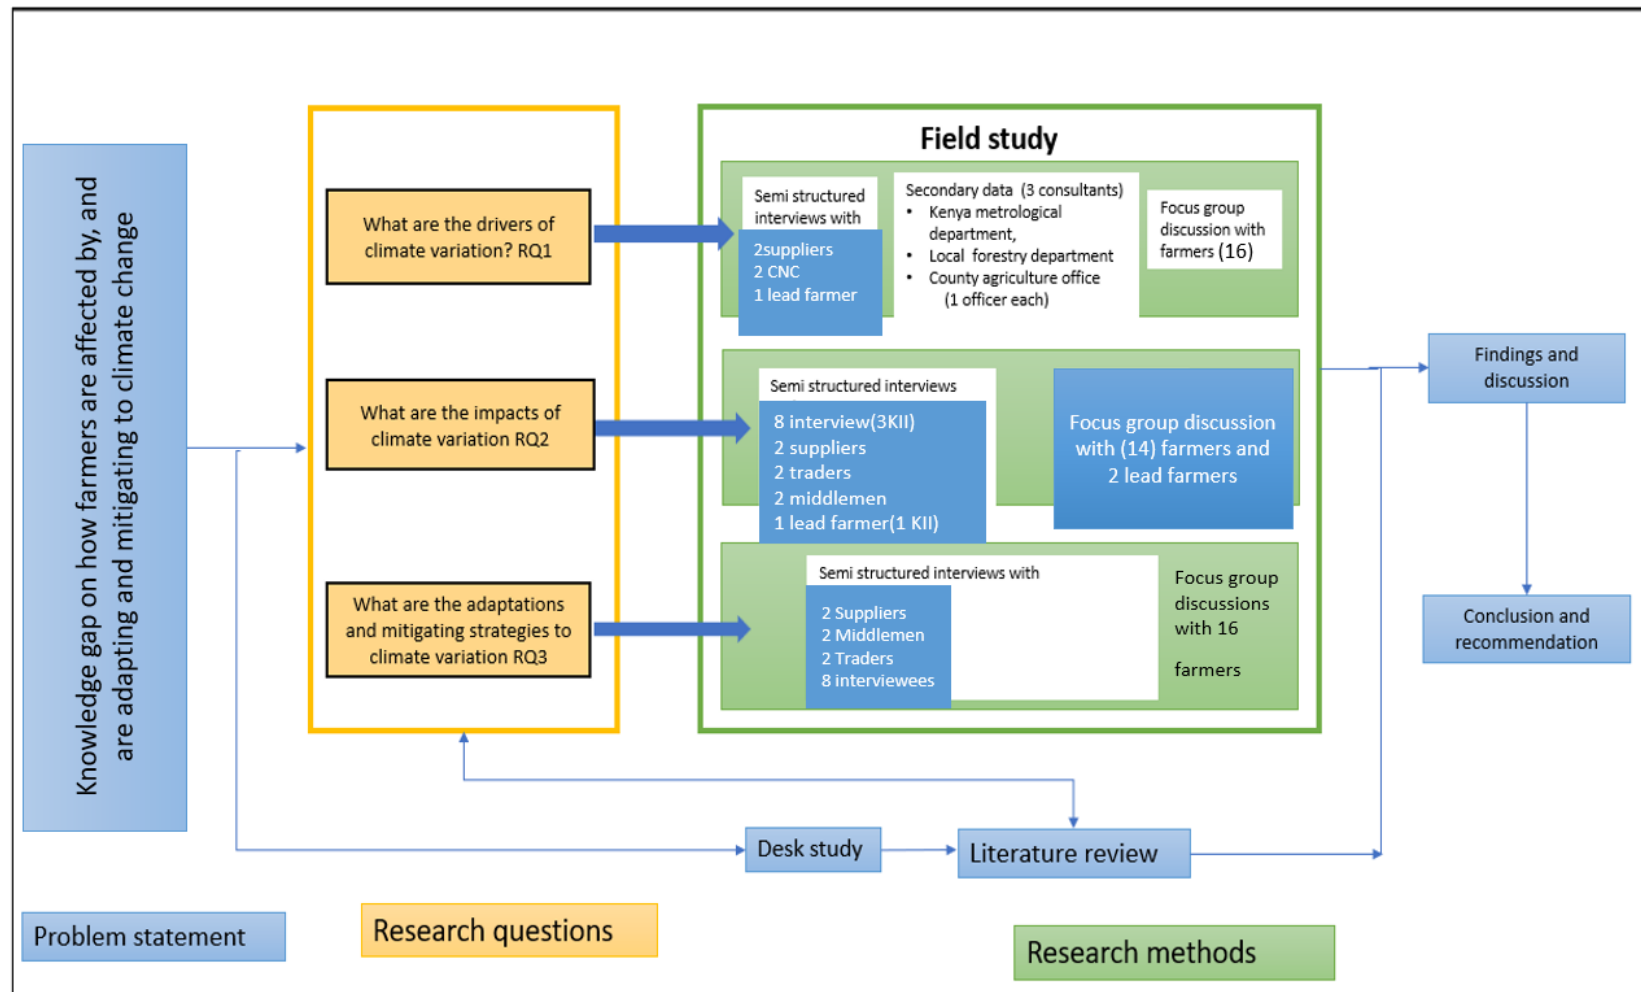 Knowledge gap on how farmers are affected by, and
are adapting and mitigating to climate change
What are the drivers of
climate variation? RQ1
What are the impacts of
climate variation RQ2
What are the adaptations
and mitigating strategies to
climate variation RQ3
Field study
Semi structured
interviews with
2suppliers
2 CNC
1 lead farmer
Secondary data (3 consultants)
• Kenya metrological
department,
• Local forestry department
• County agriculture office
(1 officer each)
Focus group
discussion with
farmers (16)
Semi structured interviews
8 interview(3KII)
2 suppliers
2 traders
2 middlemen
1 lead farmer(1 KII)
Focus group discussion
with (14) farmers and
2 lead farmers
Semi structured interviews with
2 Suppliers
2 Middlemen
2 Traders
8 interviewees
Focus group
discussions
with 16
farmers
Findings and
discussion
Conclusion and
recommendation
Desk study
Literature review
Problem statement
Research questions
Research methods